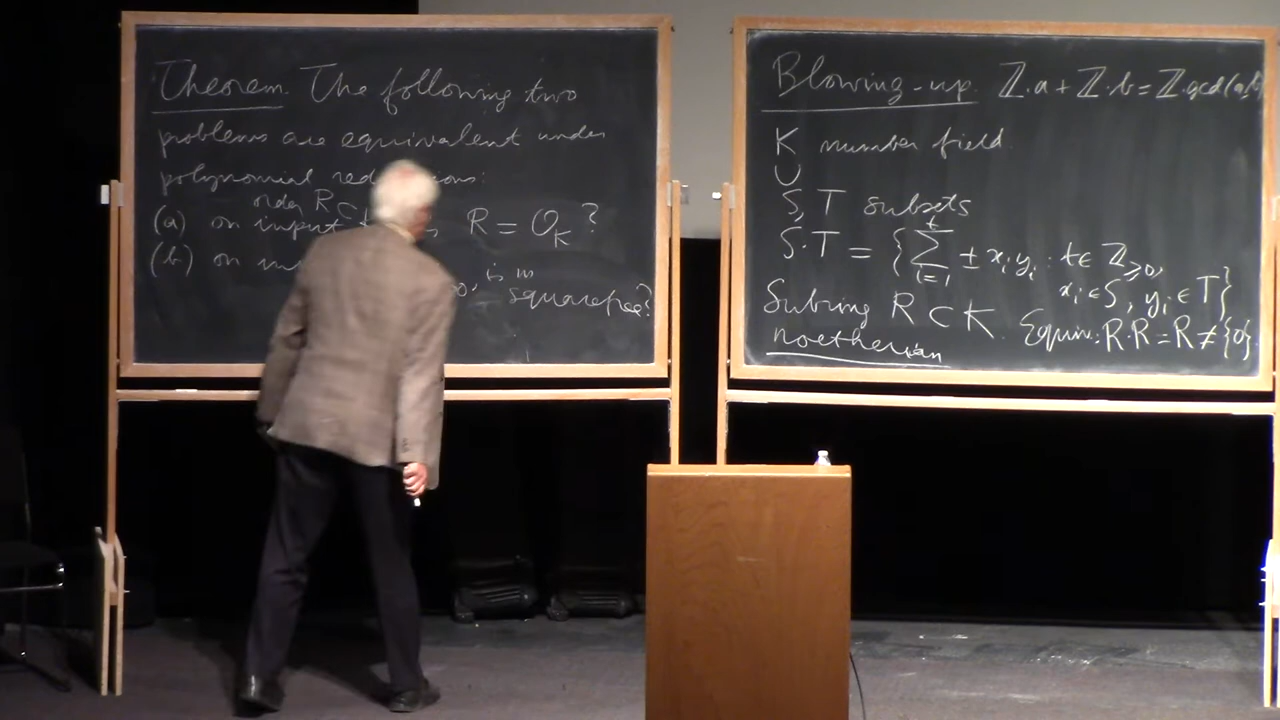 Theorem. The following two
problems are equivalent under
polynomial
order R ⊂
(a) on input R = O_K ?
(b) on
is m
squarefree?
Blowing-up. ℤ·a + ℤ·b = ℤ·gcd(a,b)
K number field.
∪
S, T subsets
S·T = { ∑_{i=1}^{t} ± x_i y_i : t ∈ ℤ_{≥0},
x_i ∈ S, y_i ∈ T}
Subring R ⊂ K. Equiv: R·R = R ≠ {0}.
noetherian